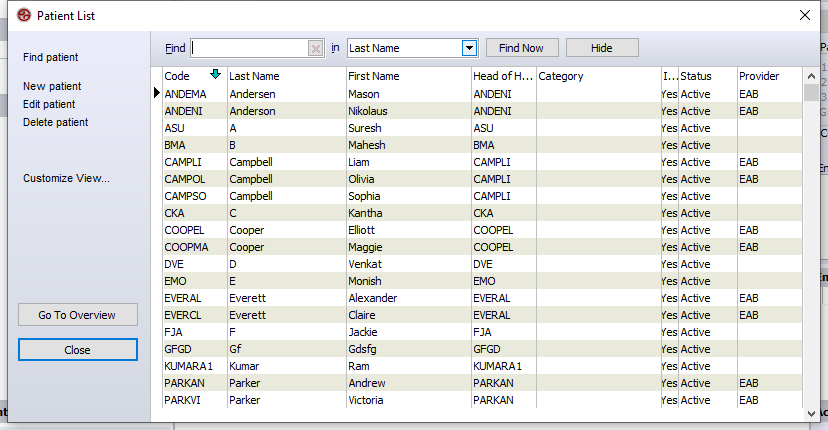 Patient List
Find in Last Name Find Now Hide
Find patient
New patient
Edit patient
Delete patient
Customize View...
Go To Overview
Close
Code Last Name First Name Head of H... Category I... Status Provider
ANDEMA Andersen Mason ANDENI Yes Active EAB
ANDENI Anderson Nikolaus ANDENI Yes Active EAB
ASU A Suresh ASU Yes Active
BMA B Mahesh BMA Yes Active
CAMPLI Campbell Liam CAMPLI Yes Active EAB
CAMPOL Campbell Olivia CAMPLI Yes Active EAB
CAMPSO Campbell Sophia CAMPLI Yes Active
CKA C Kantha CKA Yes Active
COOPEL Cooper Elliott COOPEL Yes Active EAB
COOPMA Cooper Maggie COOPEL Yes Active EAB
DVE D Venkat DVE Yes Active
EMO E Monish EMO Yes Active
EVERAL Everett Alexander EVERAL Yes Active EAB
EVERCL Everett Claire EVERAL Yes Active EAB
FJA F Jackie FJA Yes Active
GFGD Gf Gdsfg GFGD Yes Active
KUMARA1 Kumar Ram KUMARA1 Yes Active
PARKAN Parker Andrew PARKAN Yes Active EAB
PARKVI Parker Victoria PARKAN Yes Active EAB